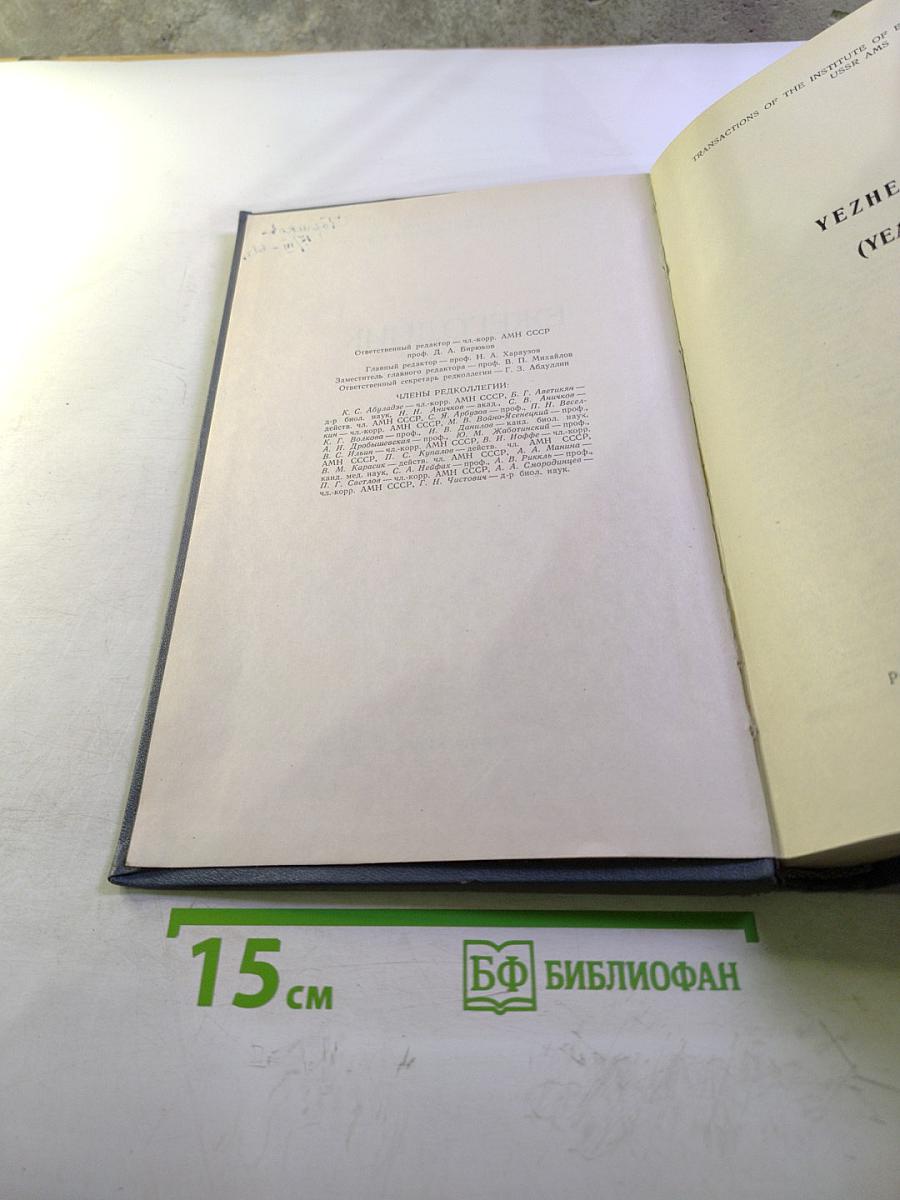 Ответственный редактор — чл.-корр. АМН СССР
проф. Д. А. Бирюков
Главный редактор — проф. Н. А. Хараузов
Заместитель главного редактора — проф. В. П. Михайлов
Ответственный секретарь редколлегии — Г. З. Абдуллин
ЧЛЕНЫ РЕДКОЛЛЕГИИ:
К. С. Абуладзе — чл.-корр. АМН СССР, Б. Г. Аветикян —
д-р биол. наук, Н. Н. Аничков — акад., С. В. Аничков —
действ. чл. АМН СССР, С. Я. Арбузов — проф., П. Н. Весел-
кин — чл.-корр. АМН СССР, М. В. Войно-Ясенецкий — проф.,
К. Г. Волкова — проф., И. В. Данилов — канд. биол. наук,
А. И. Дробышевская — проф., Ю. М. Жаботинский — проф.,
В. С. Ильин — чл.-корр. АМН СССР, В. И. Иоффе — чл.-корр.
АМН СССР, П. С. Купалов — действ. чл. АМН СССР,
В. М. Карасик — действ. чл. АМН СССР, А. А. Манина —
канд. мед. наук, С. А. Нейфах — проф., А. В. Риккль — проф.,
П. Г. Светлов — чл.-корр. АМН СССР, А. А. Смородинцев —
чл.-корр. АМН СССР, Г. Н. Чистович — д-р биол. наук.
TRANSACTIONS OF THE INSTITUTE OF E
USSR AMS
YEZHE
(YEA
P
15 см
БФ БИБЛИОФАН